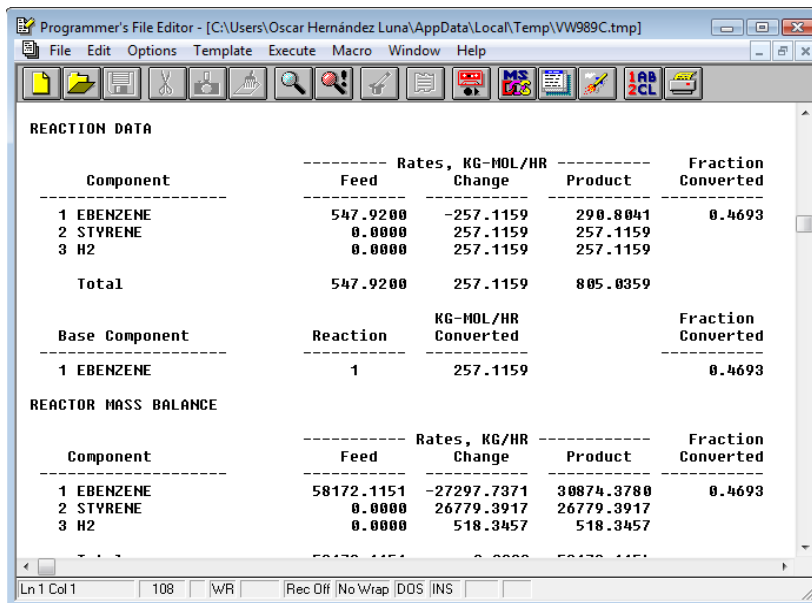 Programmer's File Editor - [C:\Users\Oscar Hernández Luna\AppData\Local\Temp\VW989C.tmp]
File Edit Options Template Execute Macro Window Help
MS DOS 1AB 2CL
REACTION DATA
--------- Rates, KG-MOL/HR ---------- Fraction
Component Feed Change Product Converted
-------------------- ----------- ----------- ----------- -----------
1 EBENZENE 547.9200 -257.1159 290.8041 0.4693
2 STYRENE 0.0000 257.1159 257.1159
3 H2 0.0000 257.1159 257.1159
Total 547.9200 257.1159 805.0359
KG-MOL/HR Fraction
Base Component Reaction Converted Converted
-------------------- ----------- ----------- -----------
1 EBENZENE 1 257.1159 0.4693
REACTOR MASS BALANCE
----------- Rates, KG/HR ------------ Fraction
Component Feed Change Product Converted
-------------------- ----------- ----------- ----------- -----------
1 EBENZENE 58172.1151 -27297.7371 30874.3780 0.4693
2 STYRENE 0.0000 26779.3917 26779.3917
3 H2 0.0000 518.3457 518.3457
Ln 1 Col 1 108 WR Rec Off No Wrap DOS INS